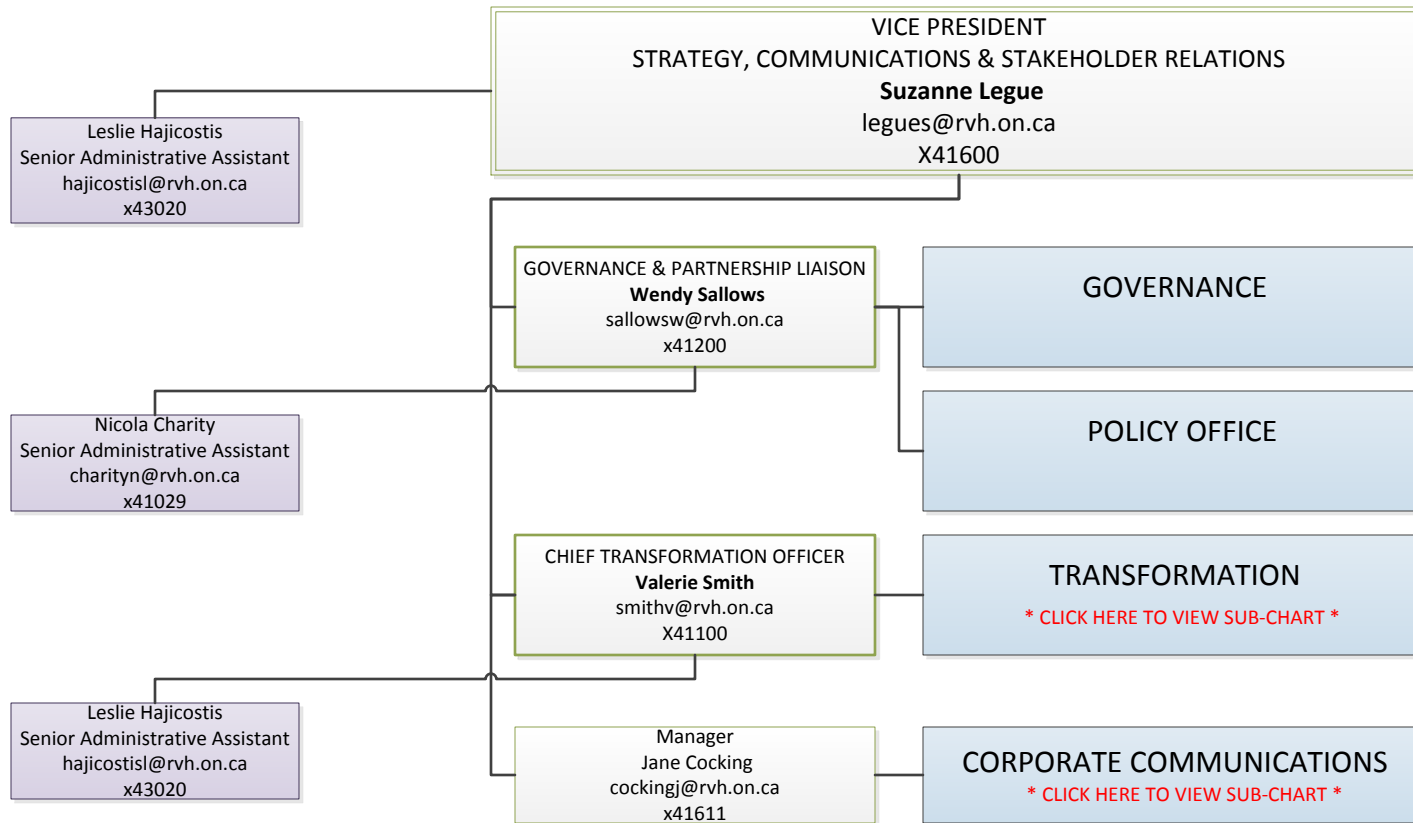 VICE PRESIDENT
STRATEGY, COMMUNICATIONS & STAKEHOLDER RELATIONS
Suzanne Legue
legues@rvh.on.ca
X41600
Leslie Hajicostis
Senior Administrative Assistant
hajicostisl@rvh.on.ca
x43020
GOVERNANCE & PARTNERSHIP LIAISON
Wendy Sallows
sallowsw@rvh.on.ca
x41200
GOVERNANCE
POLICY OFFICE
Nicola Charity
Senior Administrative Assistant
charityn@rvh.on.ca
x41029
CHIEF TRANSFORMATION OFFICER
Valerie Smith
smithv@rvh.on.ca
X41100
TRANSFORMATION
* CLICK HERE TO VIEW SUB-CHART *
Leslie Hajicostis
Senior Administrative Assistant
hajicostisl@rvh.on.ca
x43020
Manager
Jane Cocking
cockingj@rvh.on.ca
x41611
CORPORATE COMMUNICATIONS
* CLICK HERE TO VIEW SUB-CHART *